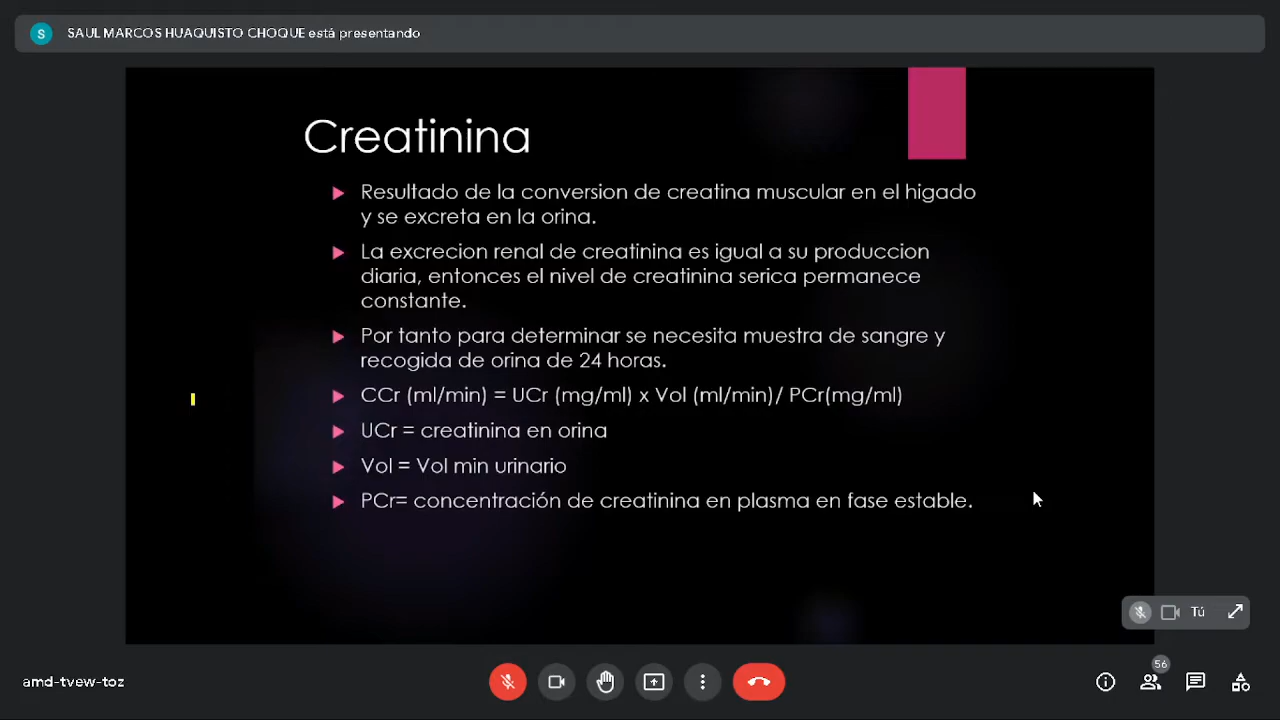 S
SAUL MARCOS HUAQUISTO CHOQUE está presentando
Creatinina
Resultado de la conversion de creatina muscular en el higado
y se excreta en la orina.
La excrecion renal de creatinina es igual a su produccion
diaria, entonces el nivel de creatinina serica permanece
constante.
Por tanto para determinar se necesita muestra de sangre y
recogida de orina de 24 horas.
CCr (ml/min) = UCr (mg/ml) x Vol (ml/min)/ PCr(mg/ml)
UCr = creatinina en orina
Vol = Vol min urinario
PCr= concentración de creatinina en plasma en fase estable.
Tú
amd-tvew-toz
56